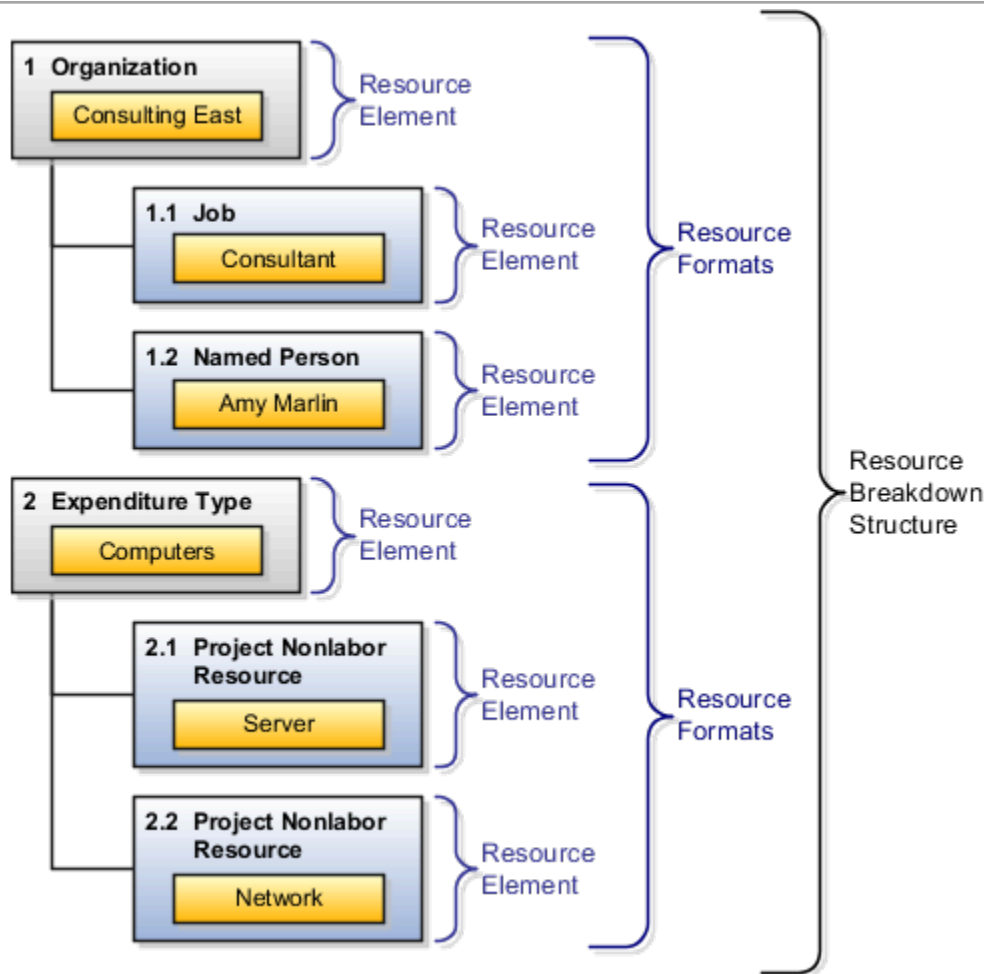 1 Organization
Consulting East
Resource
Element
1.1 Job
Consultant
Resource
Element
1.2 Named Person
Amy Marlin
Resource
Element
Resource
Formats
2 Expenditure Type
Computers
Resource
Element
2.1 Project Nonlabor
Resource
Server
Resource
Element
2.2 Project Nonlabor
Resource
Network
Resource
Element
Resource
Formats
Resource
Breakdown
Structure